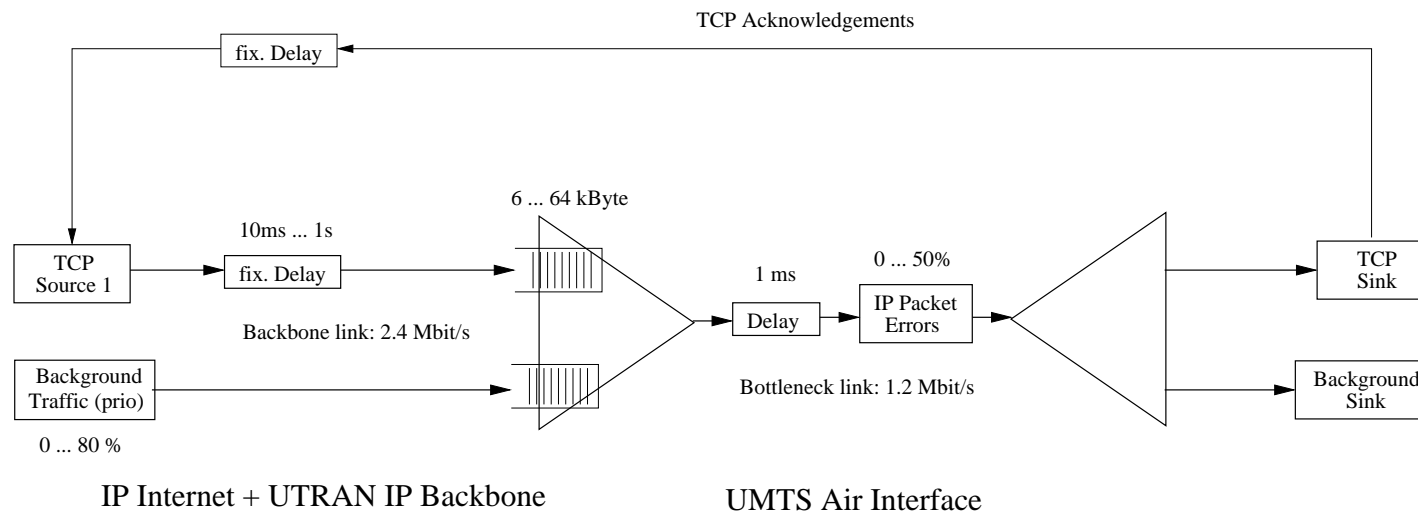 TCP Acknowledgements
fix. Delay
6 ... 64 kByte
10ms ... 1s
TCP
Source 1
fix. Delay
1 ms
0 ... 50%
TCP
Sink
Delay
IP Packet
Errors
Backbone link: 2.4 Mbit/s
Background
Traffic (prio)
Bottleneck link: 1.2 Mbit/s
Background
Sink
0 ... 80 %
IP Internet + UTRAN IP Backbone
UMTS Air Interface